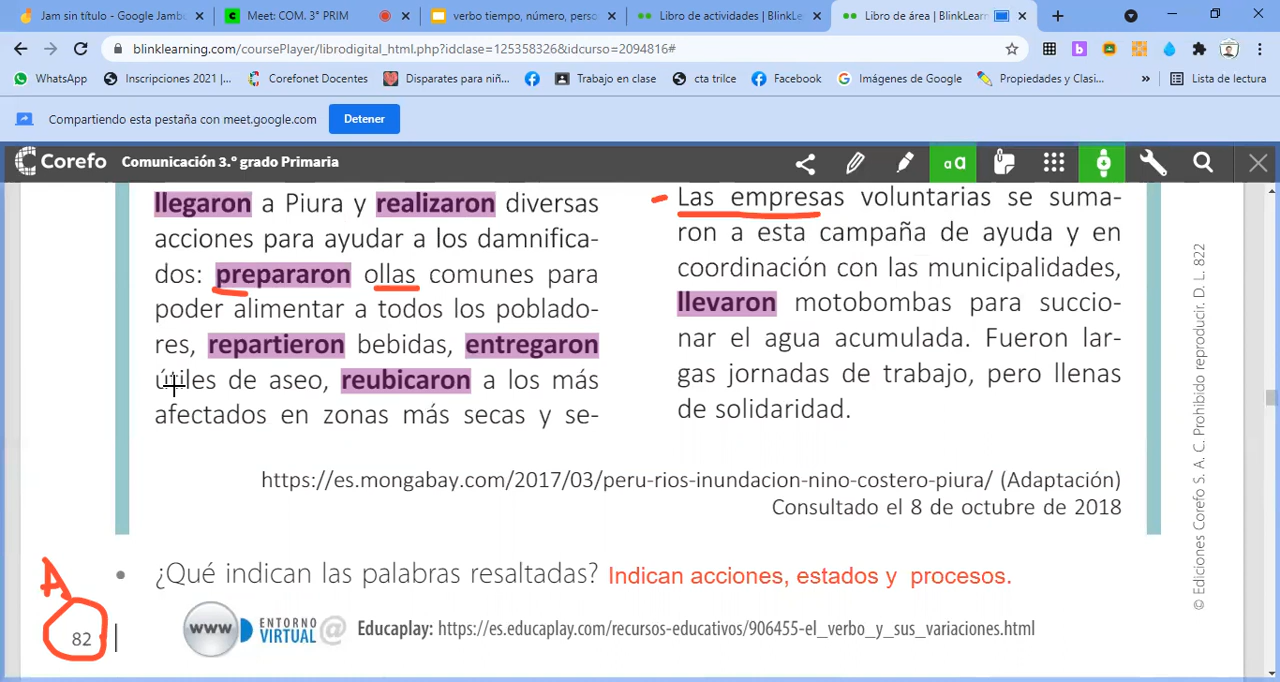 Jam sin título - Google Jambo
Meet: COM. 3° PRIM
verbo tiempo, número, perso
Libro de actividades | BlinkLe
Libro de área | BlinkLearn
blinklearning.com/coursePlayer/librodigital_html.php?idclase=125358326&idcurso=2094816#
WhatsApp
Inscripciones 2021 |...
Corefonet Docentes
Disparates para niñ...
Trabajo en clase
cta trilce
Facebook
Imágenes de Google
Propiedades y Clasi...
»
Lista de lectura
Compartiendo esta pestaña con meet.google.com
Detener
Corefo
Comunicación 3.º grado Primaria
aa
llegaron a Piura y realizaron diversas
acciones para ayudar a los damnifica-
dos: prepararon ollas comunes para
poder alimentar a todos los poblado-
res, repartieron bebidas, entregaron
útiles de aseo, reubicaron a los más
afectados en zonas más secas y se-
Las empresas voluntarias se suma-
ron a esta campaña de ayuda y en
coordinación con las municipalidades,
llevaron motobombas para succio-
nar el agua acumulada. Fueron lar-
gas jornadas de trabajo, pero llenas
de solidaridad.
https://es.mongabay.com/2017/03/peru-rios-inundacion-nino-costero-piura/ (Adaptación)
Consultado el 8 de octubre de 2018
© Ediciones Corefo S. A. C. Prohibido reproducir. D. L. 822
• ¿Qué indican las palabras resaltadas? Indican acciones, estados y procesos.
A
82
www
ENTORNO
VIRTUAL
@
Educaplay: https://es.educaplay.com/recursos-educativos/906455-el_verbo_y_sus_variaciones.html